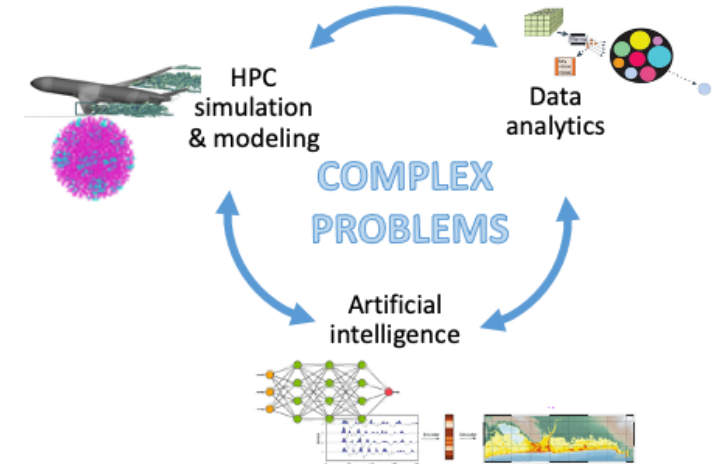 HPC
simulation
& modeling
Data
analytics
COMPLEX
PROBLEMS
Artificial
intelligence